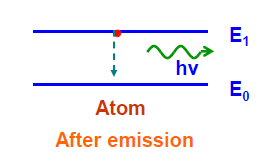 E₁
hv
E₀
Atom
After emission